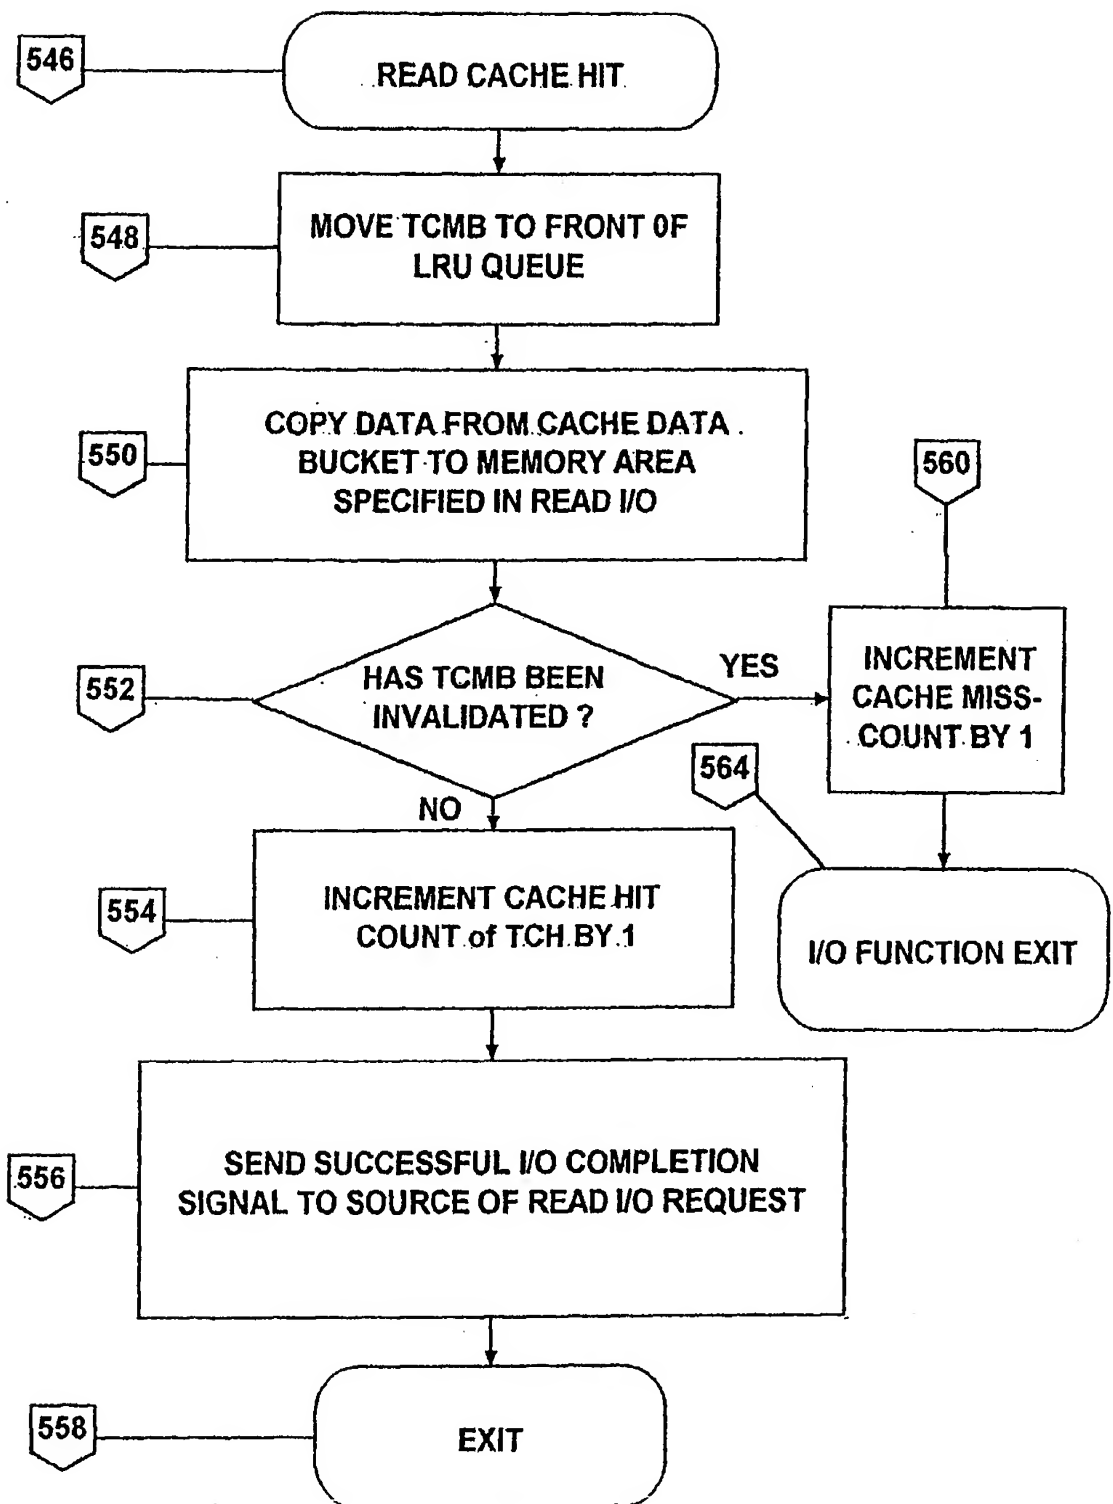 546
READ CACHE HIT
548
MOVE TCMB TO FRONT 0F
LRU QUEUE
550
COPY DATA FROM CACHE DATA
BUCKET TO MEMORY AREA
SPECIFIED IN READ I/O
560
552
HAS TCMB BEEN
INVALIDATED ?
YES
INCREMENT
CACHE MISS-
COUNT BY 1
564
NO
554
INCREMENT CACHE HIT
COUNT of TCH BY 1
I/O FUNCTION EXIT
556
SEND SUCCESSFUL I/O COMPLETION
SIGNAL TO SOURCE OF READ I/O REQUEST
558
EXIT